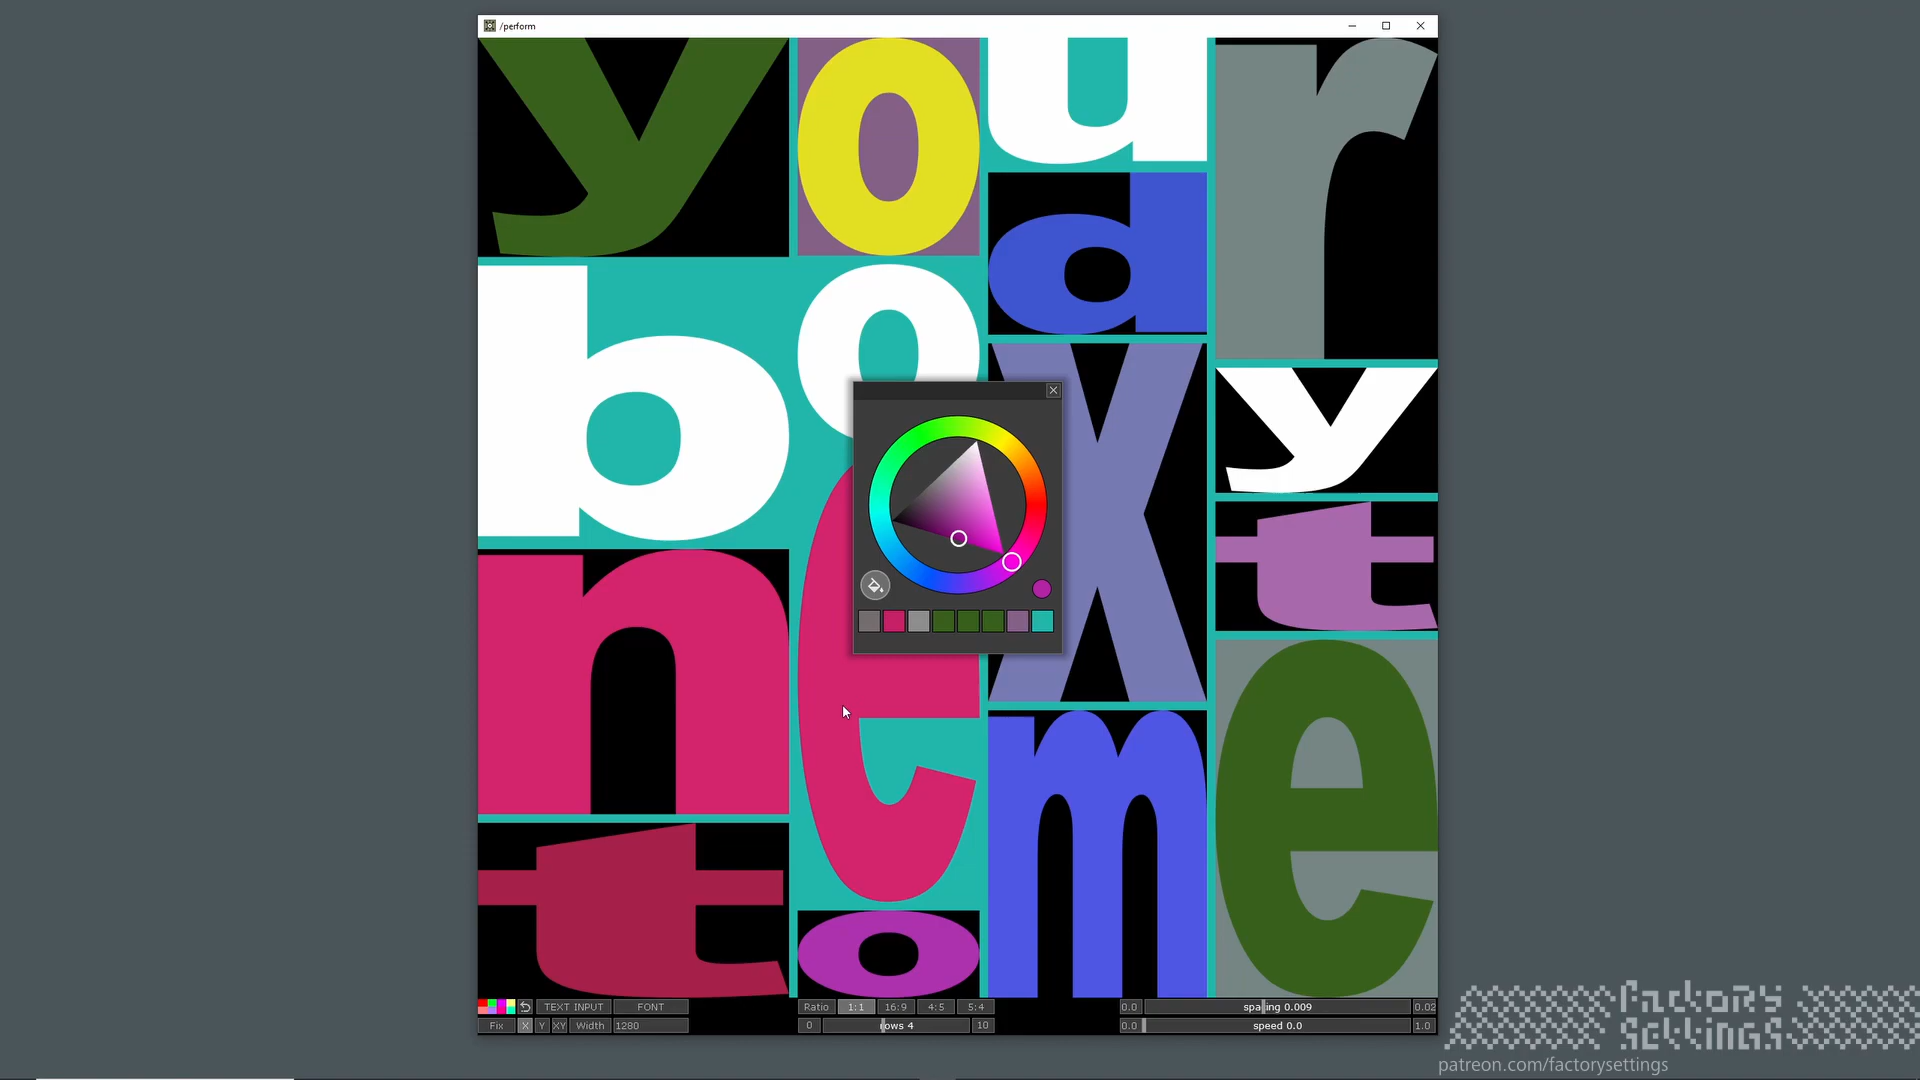 /perform
y o u r
b o d y
n e x t
t o m e
TEXT INPUT
FONT
Ratio
1:1
16:9
4:5
5:4
0.0
spacing 0.009
0.02
Fix
X
Y
XY
Width
1280
0
rows 4
10
0.0
speed 0.0
1.0
factory
settings
patreon.com/factorysettings